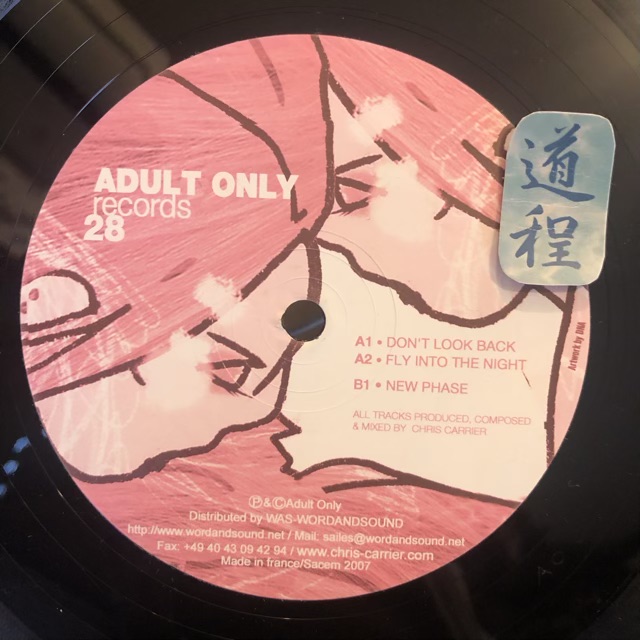 ADULT ONLY
records
28
道
程
A1 • DON'T LOOK BACK
A2 • FLY INTO THE NIGHT
B1 • NEW PHASE
ALL TRACKS PRODUCED, COMPOSED
& MIXED BY CHRIS CARRIER
Artwork by DNA
Ⓟ&©Adult Only
Distributed by WAS-WORDANDSOUND
http://www.wordandsound.net / Mail: sailes@wordandsound.net
Fax: +49 40 43 09 42 94 / www.chris-carrier.com
Made in france/Sacem 2007